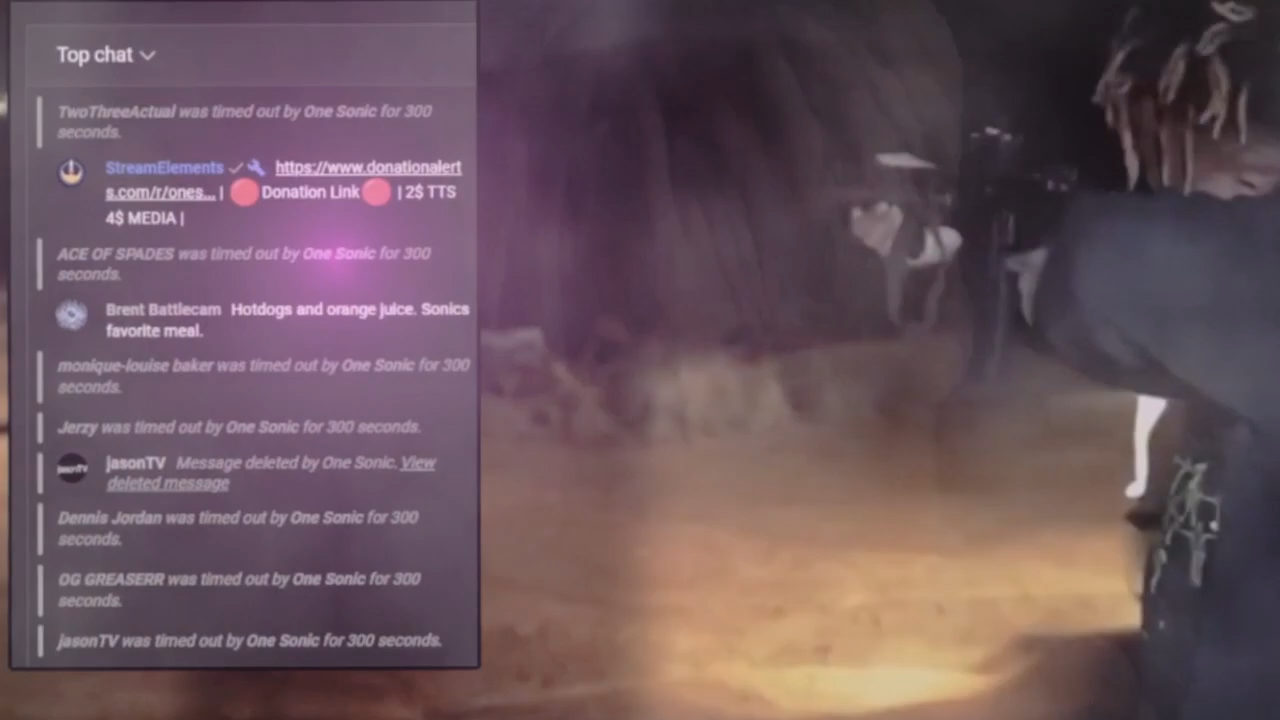 Top chat
TwoThreeActual was timed out by One Sonic for 300
seconds.
StreamElements https://www.donationalert
s.com/r/ones... | Donation Link | 2$ TTS
4$ MEDIA |
ACE OF SPADES was timed out by One Sonic for 300
seconds.
Brent Battlecam Hotdogs and orange juice. Sonics
favorite meal.
monique-louise baker was timed out by One Sonic for 300
seconds.
Jerzy was timed out by One Sonic for 300 seconds.
jasonTV Message deleted by One Sonic. View
deleted message
Dennis Jordan was timed out by One Sonic for 300
seconds.
OG GREASERR was timed out by One Sonic for 300
seconds.
jasonTV was timed out by One Sonic for 300 seconds.